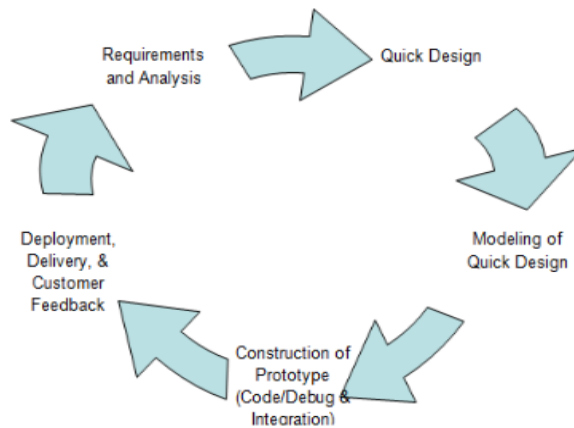 Requirements
and Analysis
Quick Design
Modeling of
Quick Design
Construction of
Prototype
(Code/Debug &
Integration)
Deployment,
Delivery, &
Customer
Feedback